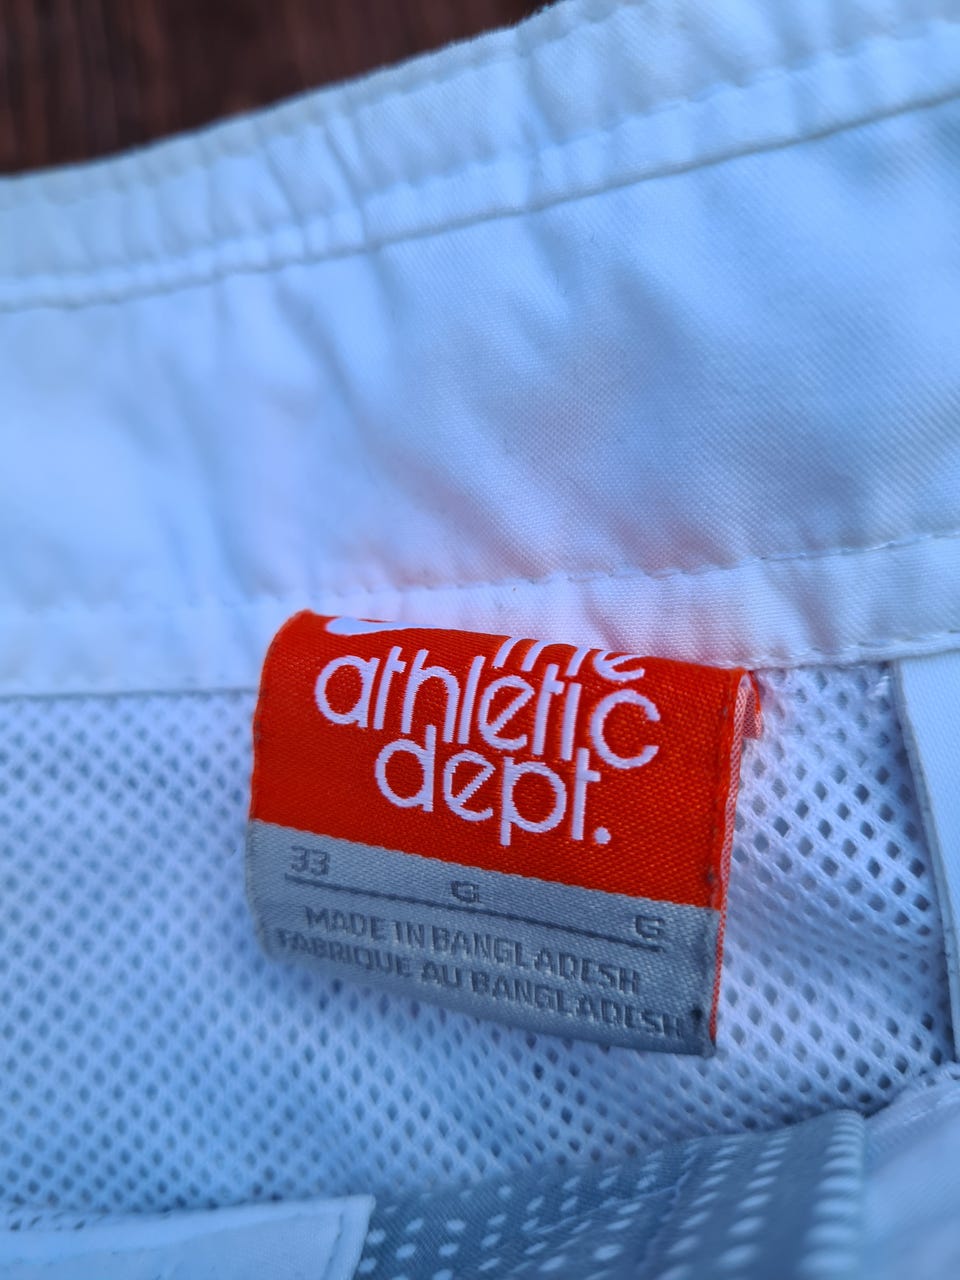 the
athletic
dept.
33 G G
MADE IN BANGLADESH
FABRIQUE AU BANGLADESH